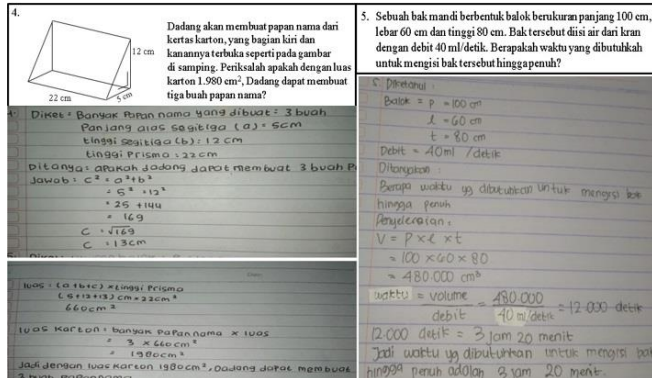 4.
12 cm
22 cm
5 cm
Dadang akan membuat papan nama dari
kertas karton, yang bagian kiri dan
kanannya terbuka seperti pada gambar
di samping. Periksalah apakah dengan luas
karton 1.980 cm², Dadang dapat membuat
tiga buah papan nama?
Diket = Banyak Papan nama yang dibuat = 3 buah
Panjang alas segitiga (a) = 5cm
tinggi segitiga (b) = 12 cm
tinggi Prisma = 22 cm
Ditanya = apakah dadang dapat membuat 3 buah P
Jawab = c² = a² + b²
= 5² + 12²
= 25 + 144
= 169
C = √169
C = 13cm
luas = (a+b+c) x tinggi Prisma
(5+12+13) cm x 22cm²
660cm²
luas karton = banyak PaPan nama x luas
= 3 x 660 cm²
= 1980cm²
Jadi dengan luas karton 1980cm², Dadang dapat membuat
5. Sebuah bak mandi berbentuk balok berukuran panjang 100 cm,
lebar 60 cm dan tinggi 80 cm. Bak tersebut diisi air dari kran
dengan debit 40 ml/detik. Berapakah waktu yang dibutuhkah
untuk mengisi bak tersebut hingga penuh?
5. Diketahui :
Balok = p = 100 cm
l = 60 cm
t = 80 cm
Debit = 40ml /detik
Ditanyakan :
Berapa waktu yg dibutuhkan untuk mengisi bak
hingga penuh
Penyelesaian =
V = P x l x t
= 100 x 60 x 80
= 480.000 cm³
waktu = volume / debit = 480.000 / 40 ml/detik = 12.000 detik
12.000 detik = 3 jam 20 menit
Jadi waktu yg dibutuhkan untuk mengisi bak
hingga penuh adalah 3 jam 20 menit.